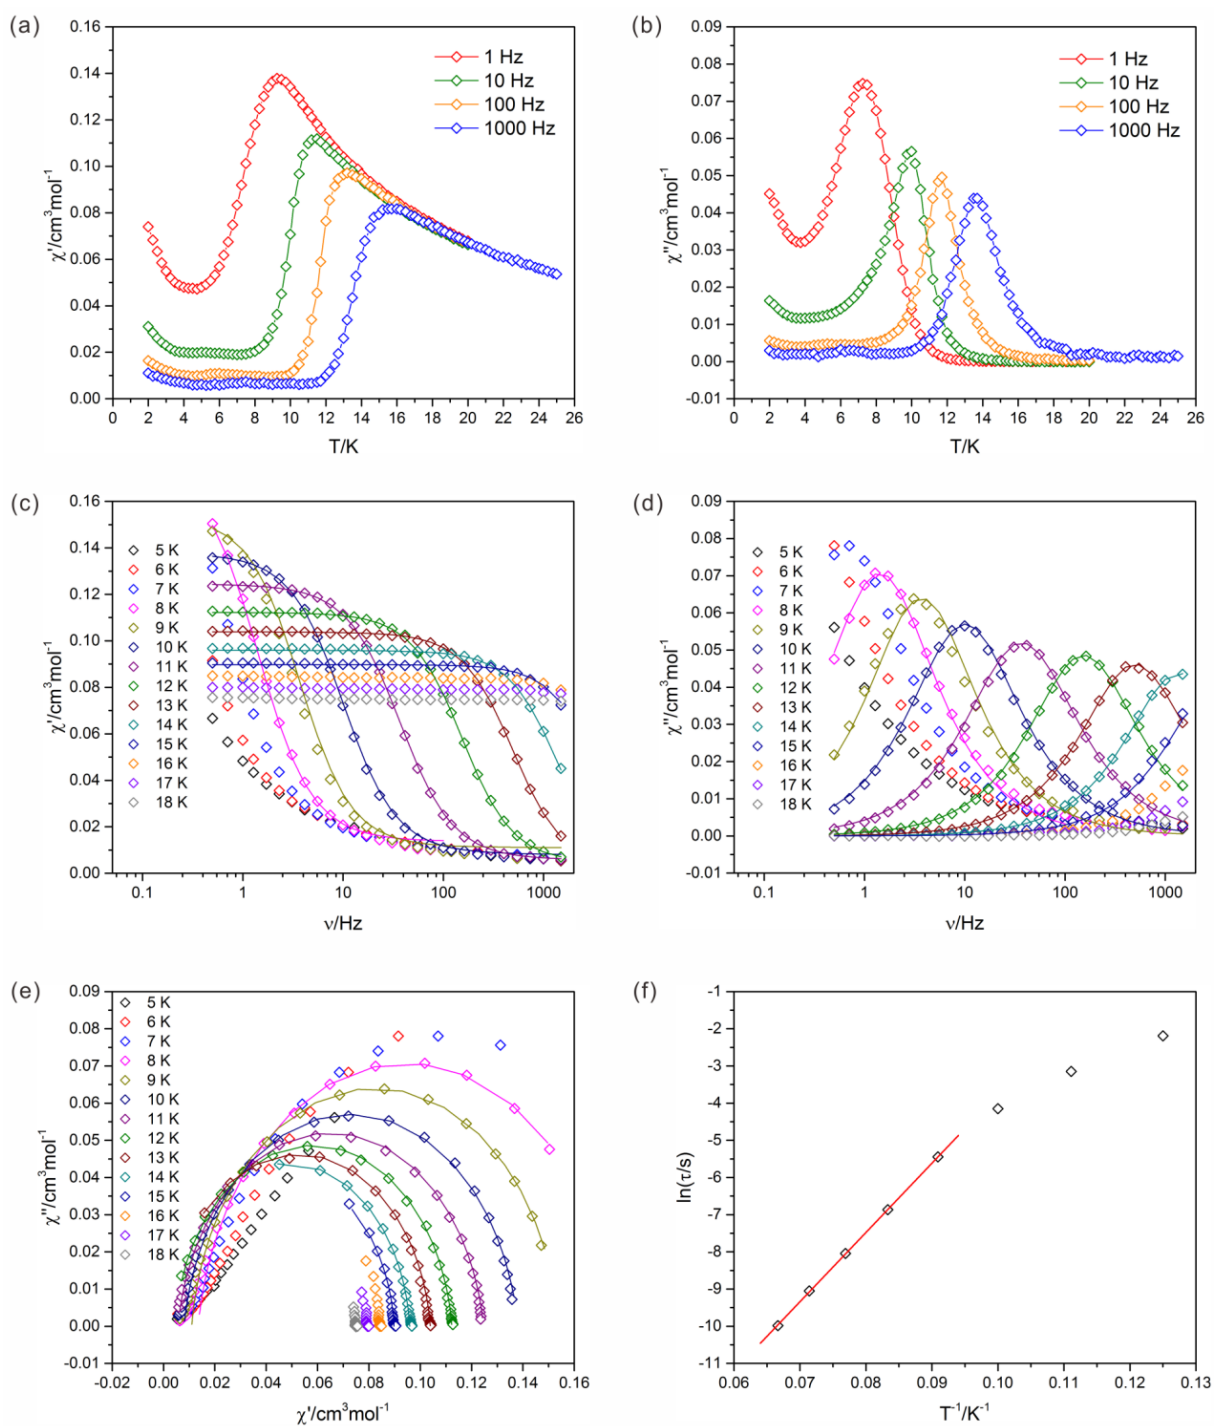 (a)
0.16
0.14
0.12
0.10
0.08
0.06
0.04
0.02
0.00
χ'/cm³mol⁻¹
1 Hz
10 Hz
100 Hz
1000 Hz
0 2 4 6 8 10 12 14 16 18 20 22 24 26
T/K
(b)
0.09
0.08
0.07
0.06
0.05
0.04
0.03
0.02
0.01
0.00
-0.01
χ"/cm³mol⁻¹
1 Hz
10 Hz
100 Hz
1000 Hz
0 2 4 6 8 10 12 14 16 18 20 22 24 26
T/K
(c)
0.16
0.14
0.12
0.10
0.08
0.06
0.04
0.02
0.00
χ'/cm³mol⁻¹
5 K
6 K
7 K
8 K
9 K
10 K
11 K
12 K
13 K
14 K
15 K
16 K
17 K
18 K
0.1 1 10 100 1000
ν/Hz
(d)
0.09
0.08
0.07
0.06
0.05
0.04
0.03
0.02
0.01
0.00
-0.01
χ"/cm³mol⁻¹
5 K
6 K
7 K
8 K
9 K
10 K
11 K
12 K
13 K
14 K
15 K
16 K
17 K
18 K
0.1 1 10 100 1000
ν/Hz
(e)
0.09
0.08
0.07
0.06
0.05
0.04
0.03
0.02
0.01
0.00
-0.01
χ"/cm³mol⁻¹
5 K
6 K
7 K
8 K
9 K
10 K
11 K
12 K
13 K
14 K
15 K
16 K
17 K
18 K
-0.02 0.00 0.02 0.04 0.06 0.08 0.10 0.12 0.14 0.16
χ'/cm³mol⁻¹
(f)
-1
-2
-3
-4
-5
-6
-7
-8
-9
-10
-11
ln(τ/s)
0.06 0.07 0.08 0.09 0.10 0.11 0.12 0.13
T⁻¹/K⁻¹